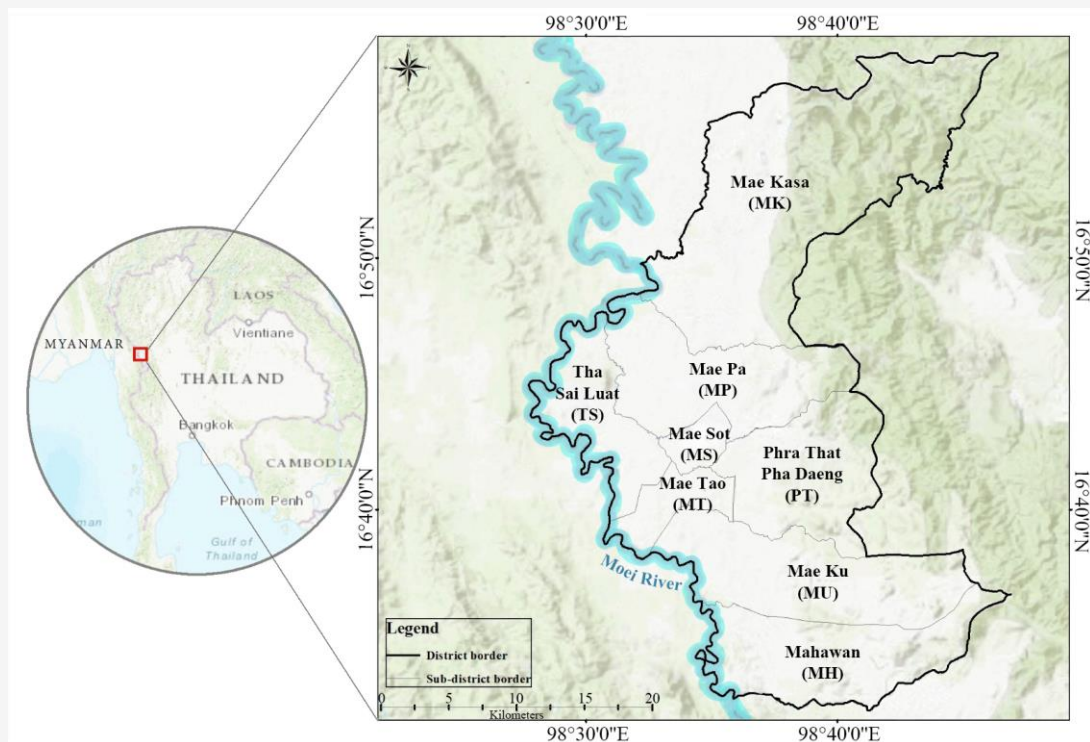 98°30'0"E
98°40'0"E
Mae Kasa
(MK)
16°50'0"N
16°50'0"N
LAOS
Vientiane
MYANMAR
THAILAND
Bangkok
CAMBODIA
Phnom Penh
Gulf of
Thailand
man
Tha
Sai Luat
(TS)
Mae Pa
(MP)
Mae Sot
(MS)
Phra That
Pha Daeng
(PT)
Mae Tao
(MT)
16°40'0"N
16°40'0"N
Moei River
Mae Ku
(MU)
Mahawan
(MH)
Legend
District border
Sub-district border
0 5 10 15 20
Kilometers
98°30'0"E
98°40'0"E